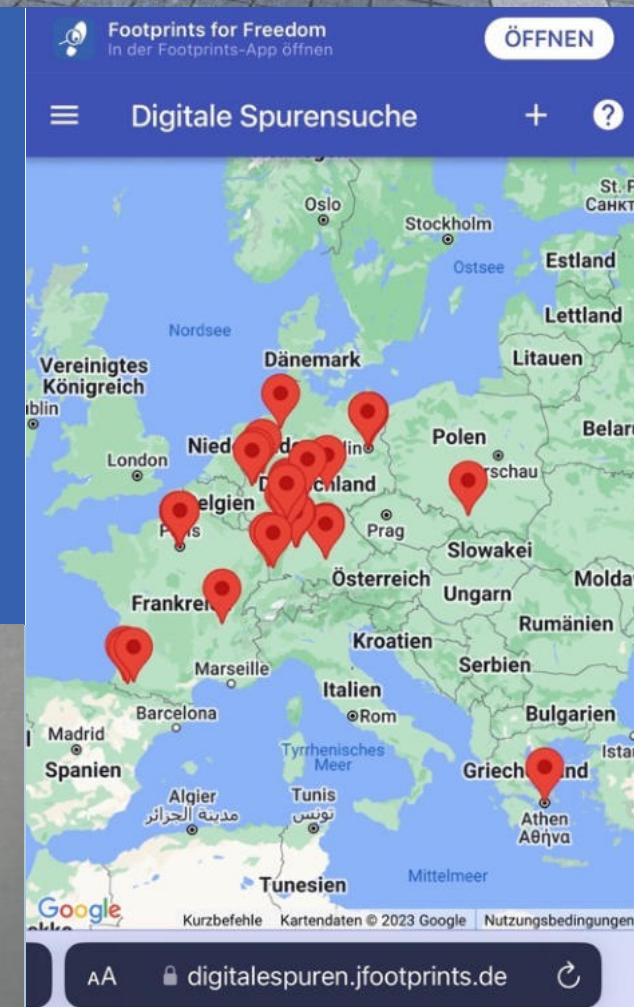 Footprints for Freedom
In der Footprints-App öffnen
ÖFFNEN
Digitale Spurensuche
+
?
Oslo
Stockholm
Ostsee
Estland
Lettland
Nordsee
Vereinigtes
Königreich
Dänemark
Litauen
London
Polen
Prag
Slowakei
Österreich
Ungarn
Rumänien
Kroatien
Marseille
Serbien
Italien
Barcelona
Rom
Bulgarien
Madrid
Spanien
Tyrrhenisches
Meer
Algier
مدينة الجزائر
Tunis
تونس
Athen
Αθήνα
Tunesien
Mittelmeer
Google
Kurzbefehle Kartendaten © 2023 Google Nutzungsbedingungen
AA digitalespuren.jfootprints.de